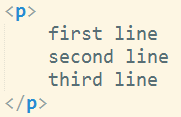 <p>
    first line
    second line
    third line
</p>